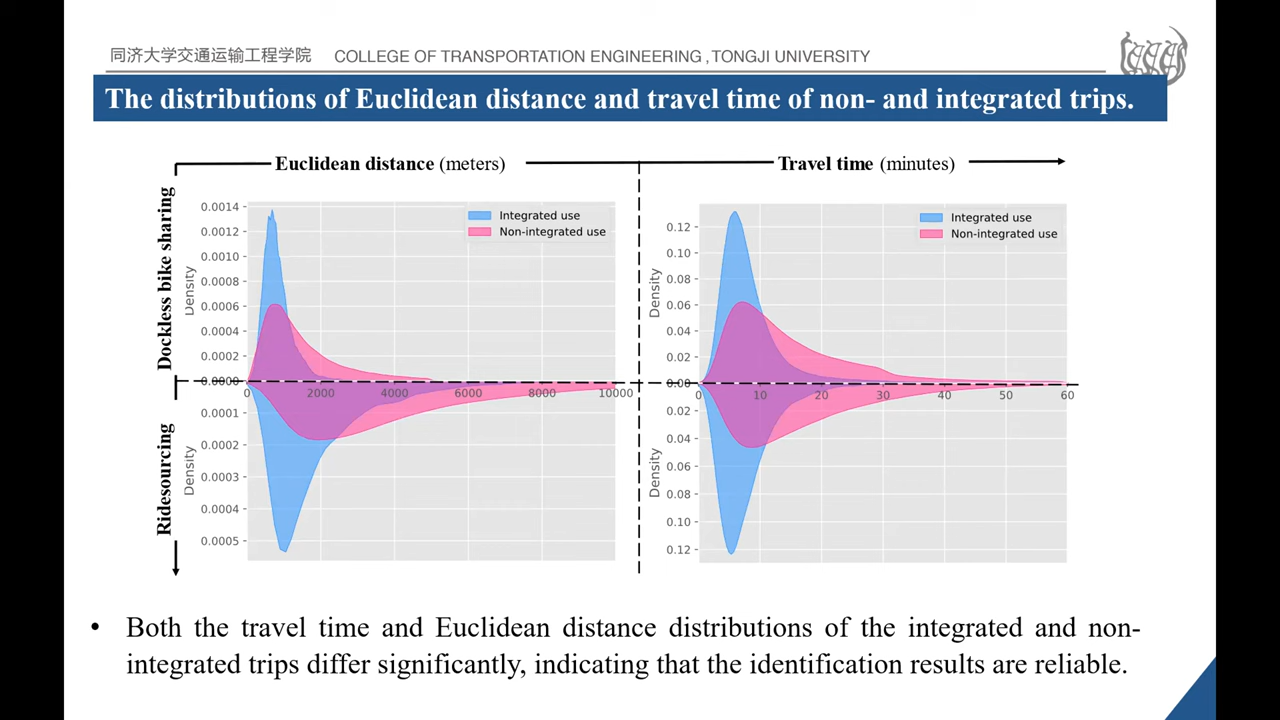 同济大学交通运输工程学院 COLLEGE OF TRANSPORTATION ENGINEERING , TONGJI UNIVERSITY
The distributions of Euclidean distance and travel time of non- and integrated trips.
Euclidean distance (meters)
Travel time (minutes)
Dockless bike sharing
Ridesourcing
Density
0.0014
0.0012
0.0010
0.0008
0.0006
0.0004
0.0002
0.0000
Integrated use
Non-integrated use
0 2000 4000 6000 8000 10000
Density
0.0001
0.0002
0.0003
0.0004
0.0005
Density
0.12
0.10
0.08
0.06
0.04
0.02
0.00
Integrated use
Non-integrated use
0 10 20 30 40 50 60
Density
0.02
0.04
0.06
0.08
0.10
0.12
• Both the travel time and Euclidean distance distributions of the integrated and non-
integrated trips differ significantly, indicating that the identification results are reliable.